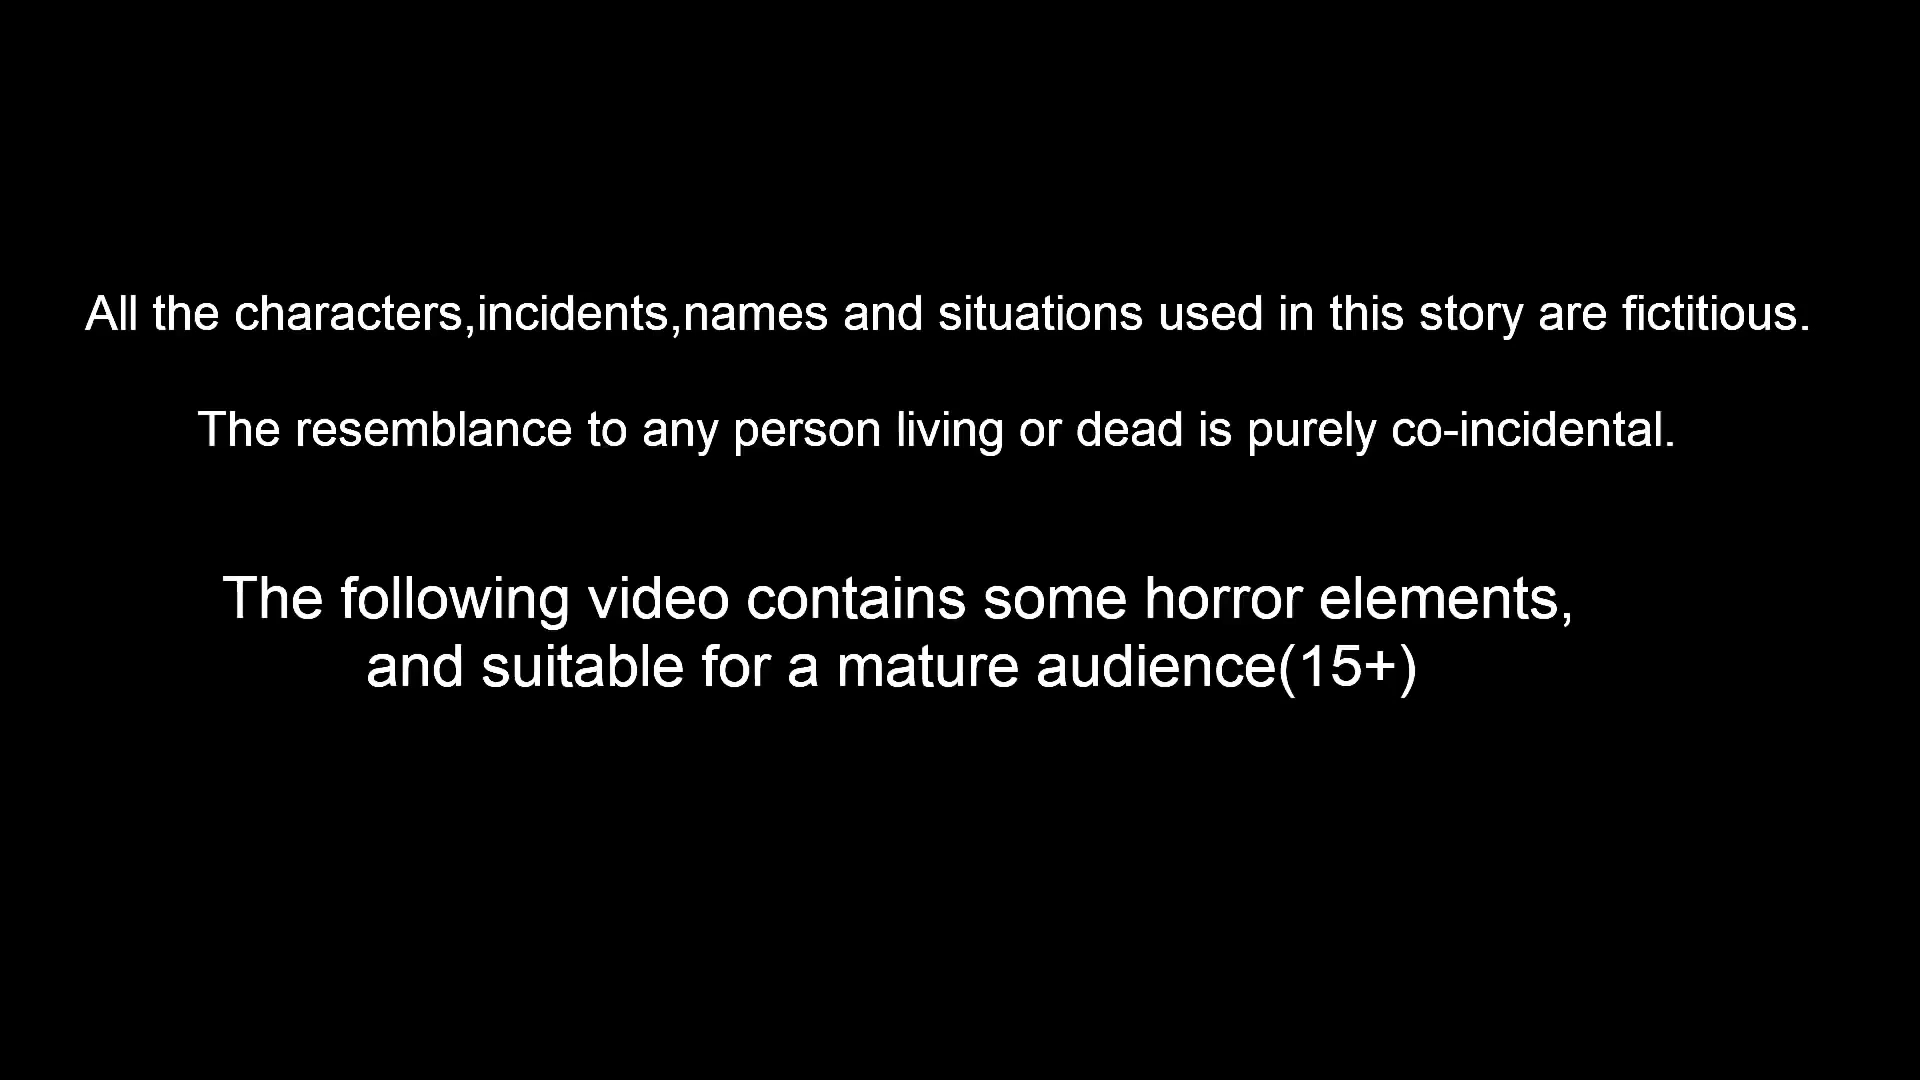 All the characters,incidents,names and situations used in this story are fictitious.
The resemblance to any person living or dead is purely co-incidental.
The following video contains some horror elements,
and suitable for a mature audience(15+)